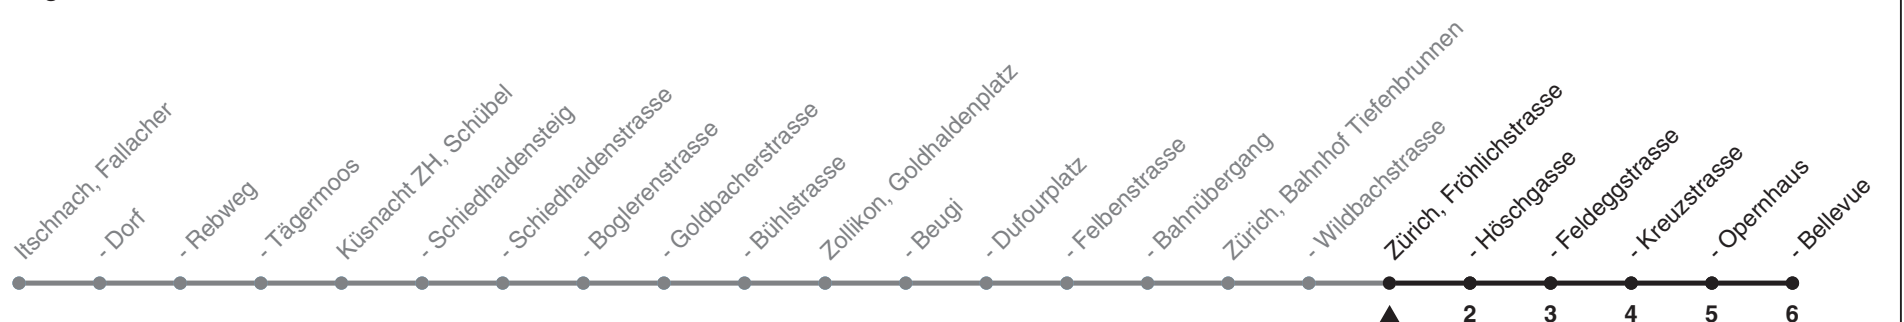 Itschnach, Fallacher
- Dorf
- Rebweg
- Tägermoos
Küsnacht ZH, Schübel
- Schiedhaldensteig
- Schiedhaldenstrasse
- Boglerenstrasse
- Goldbacherstrasse
- Bühlstrasse
Zollikon, Goldhaldenplatz
- Beugi
- Dufourplatz
- Felbenstrasse
- Bahnübergang
Zürich, Bahnhof Tiefenbrunnen
- Wildbachstrasse
Zürich, Fröhlichstrasse
- Höschgasse
- Feldeggstrasse
- Kreuzstrasse
- Opernhaus
- Bellevue
2 3 4 5 6